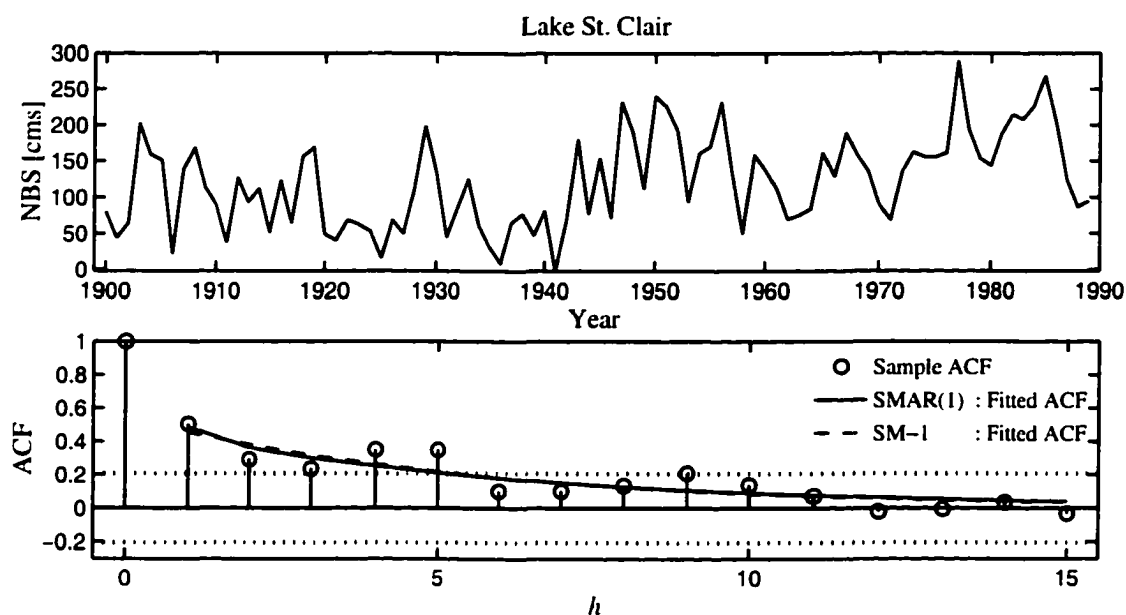 Lake St. Clair
NBS [cms]
300
250
200
150
100
50
0
1900 1910 1920 1930 1940 1950 1960 1970 1980 1990
Year
ACF
1
0.8
0.6
0.4
0.2
0
-0.2
Sample ACF
SMAR(1) : Fitted ACF
SM-1 : Fitted ACF
0 5 10 15
h